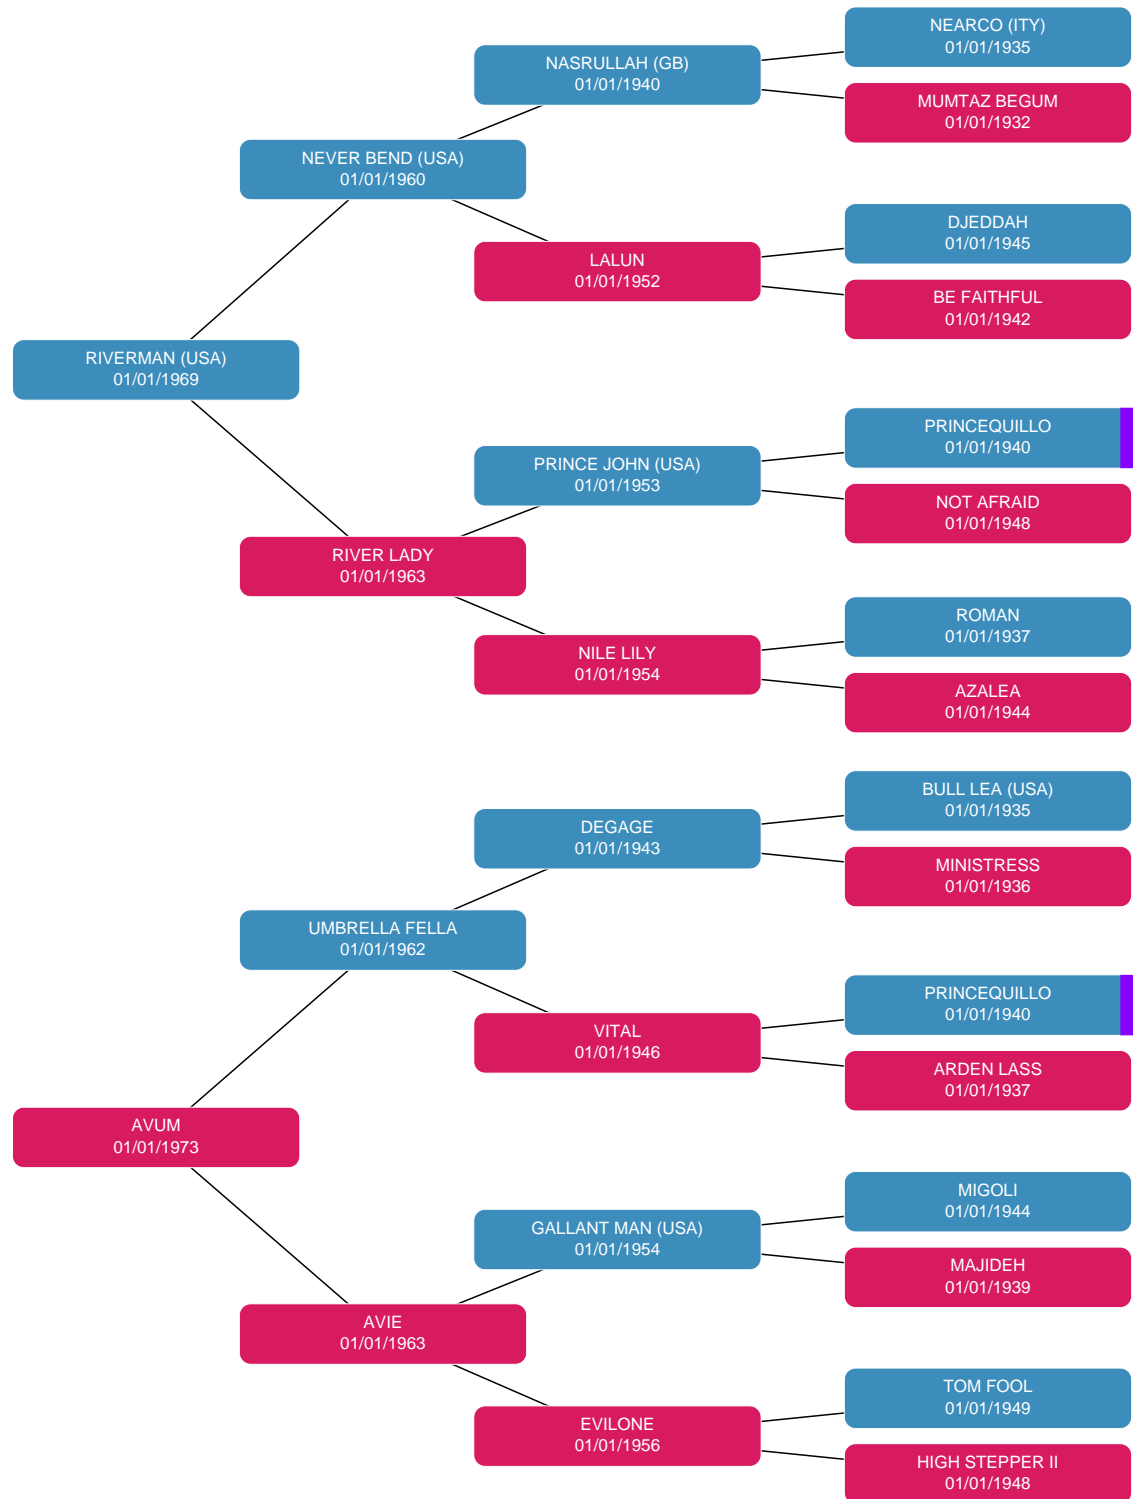 NEARCO (ITY)
01/01/1935
NASRULLAH (GB)
01/01/1940
MUMTAZ BEGUM
01/01/1932
NEVER BEND (USA)
01/01/1960
DJEDDAH
01/01/1945
LALUN
01/01/1952
BE FAITHFUL
01/01/1942
RIVERMAN (USA)
01/01/1969
PRINCEQUILLO
01/01/1940
PRINCE JOHN (USA)
01/01/1953
NOT AFRAID
01/01/1948
RIVER LADY
01/01/1963
ROMAN
01/01/1937
NILE LILY
01/01/1954
AZALEA
01/01/1944
BULL LEA (USA)
01/01/1935
DEGAGE
01/01/1943
MINISTRESS
01/01/1936
UMBRELLA FELLA
01/01/1962
PRINCEQUILLO
01/01/1940
VITAL
01/01/1946
ARDEN LASS
01/01/1937
AVUM
01/01/1973
MIGOLI
01/01/1944
GALLANT MAN (USA)
01/01/1954
MAJIDEH
01/01/1939
AVIE
01/01/1963
TOM FOOL
01/01/1949
EVILONE
01/01/1956
HIGH STEPPER II
01/01/1948